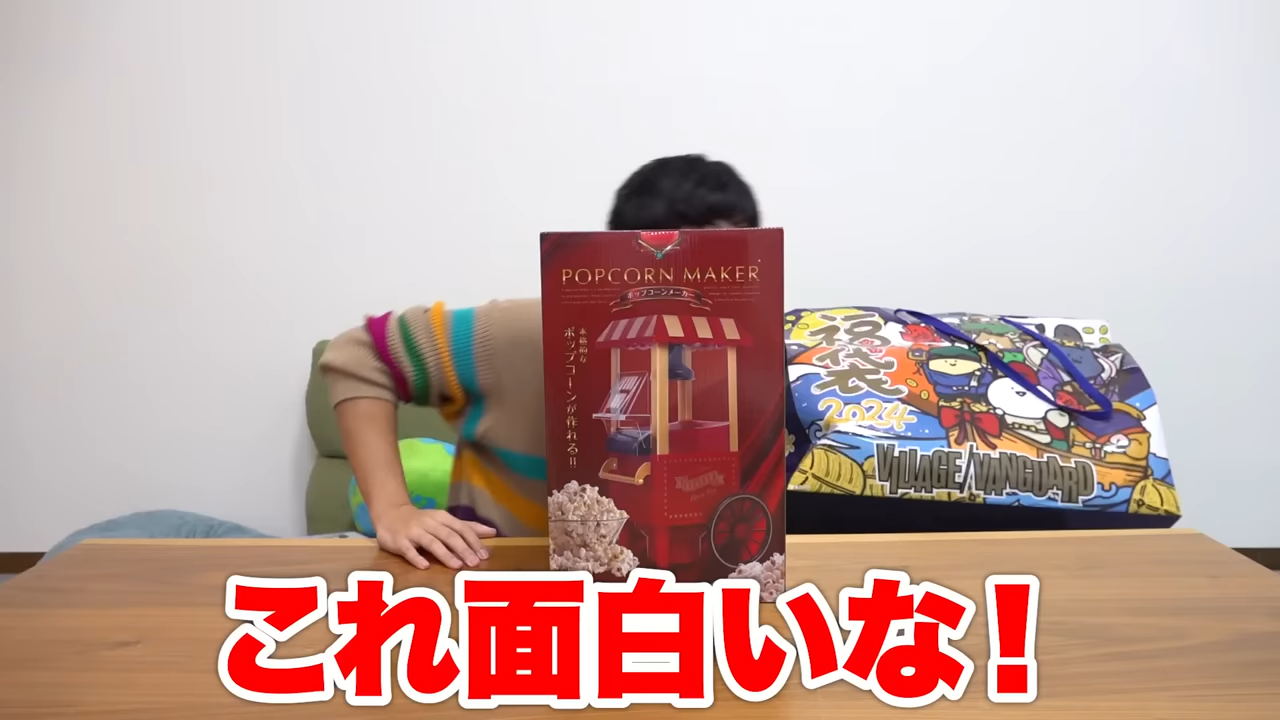 POPCORN MAKER
ポップコーンメーカー
本格的な
ポップコーンが作れる!!
福袋
2024
VILLAGE/VANGUARD
これ面白いな!